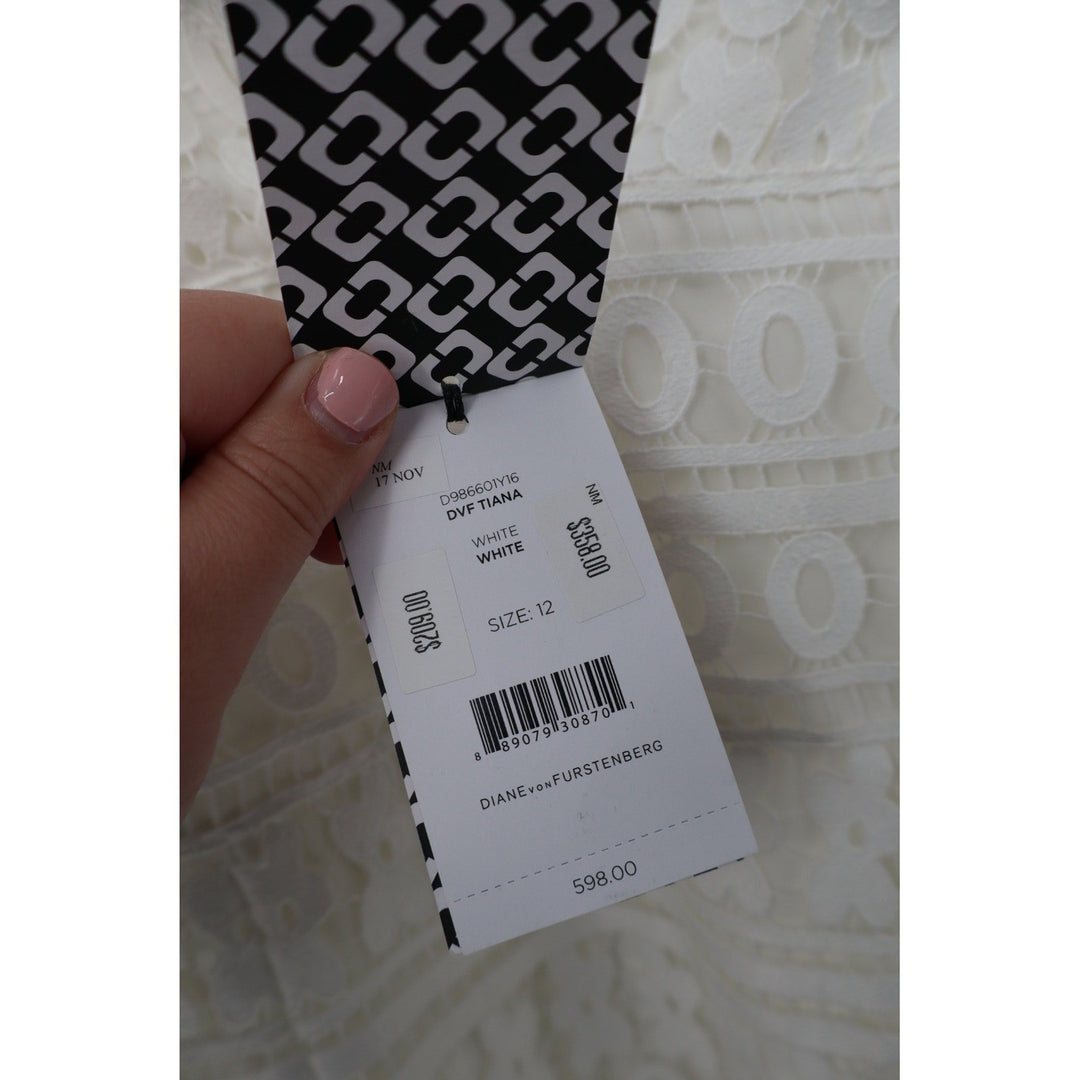 NM
17 NOV
D986601Y16
DVF TIANA
WHITE
WHITE
NM
$358.00
$209.00
SIZE: 12
8 89079 30870 1
DIANE VON FURSTENBERG
598.00